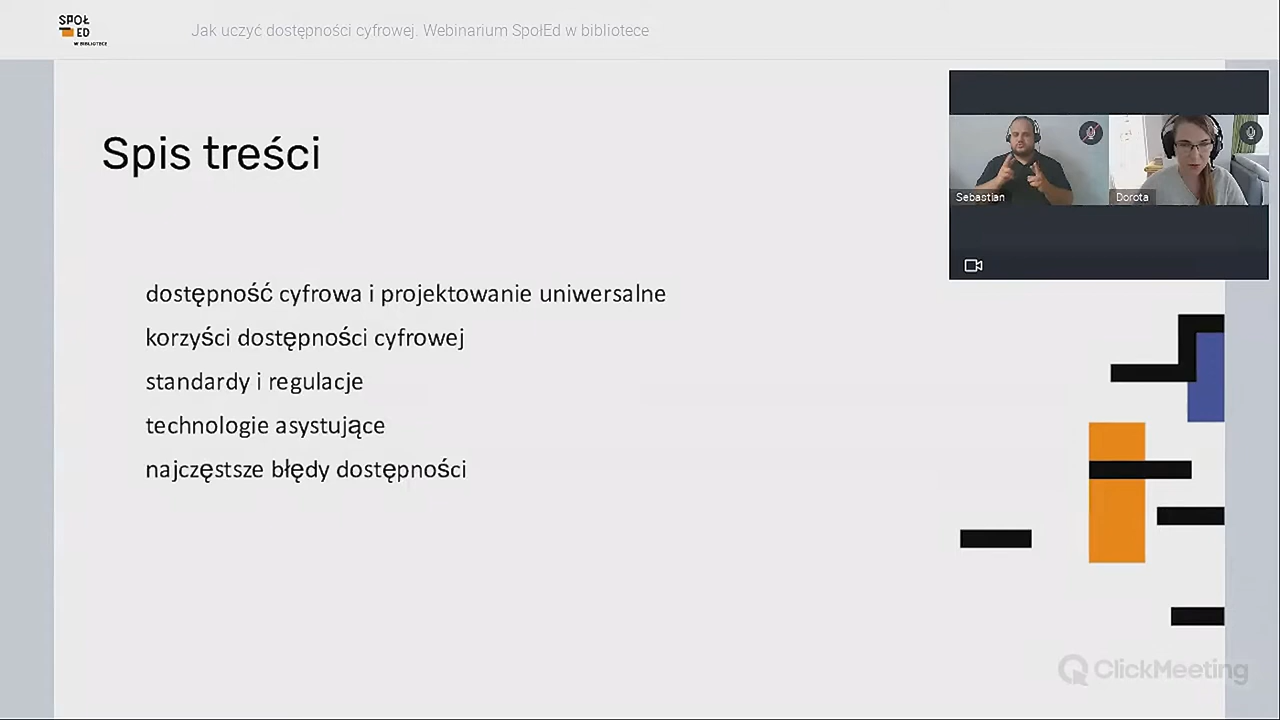 SPOŁ
ED
W BIBLIOTECE
Jak uczyć dostępności cyfrowej. Webinarium SpołEd w bibliotece
Spis treści
Sebastian
Dorota
dostępność cyfrowa i projektowanie uniwersalne
korzyści dostępności cyfrowej
standardy i regulacje
technologie asystujące
najczęstsze błędy dostępności
ClickMeeting